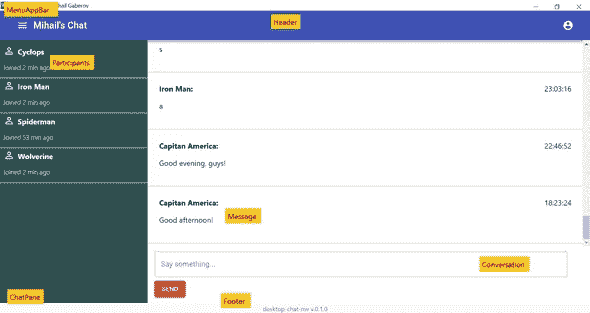 MenuAppBar
Mihail Gaberov
Mihail's Chat
Header
Cyclops
Joined 2 min ago
Participants
Iron Man
Joined 2 min ago
Spiderman
Joined 53 min ago
Wolverine
Joined 2 min ago
s
Iron Man:
23:03:16
a
Capitan America:
22:46:52
Good evening, guys!
Capitan America:
18:23:24
Good afternoon!
Message
Say something...
Conversation
SEND
ChatPane
Footer
desktop-chat-mv v.0.1.0